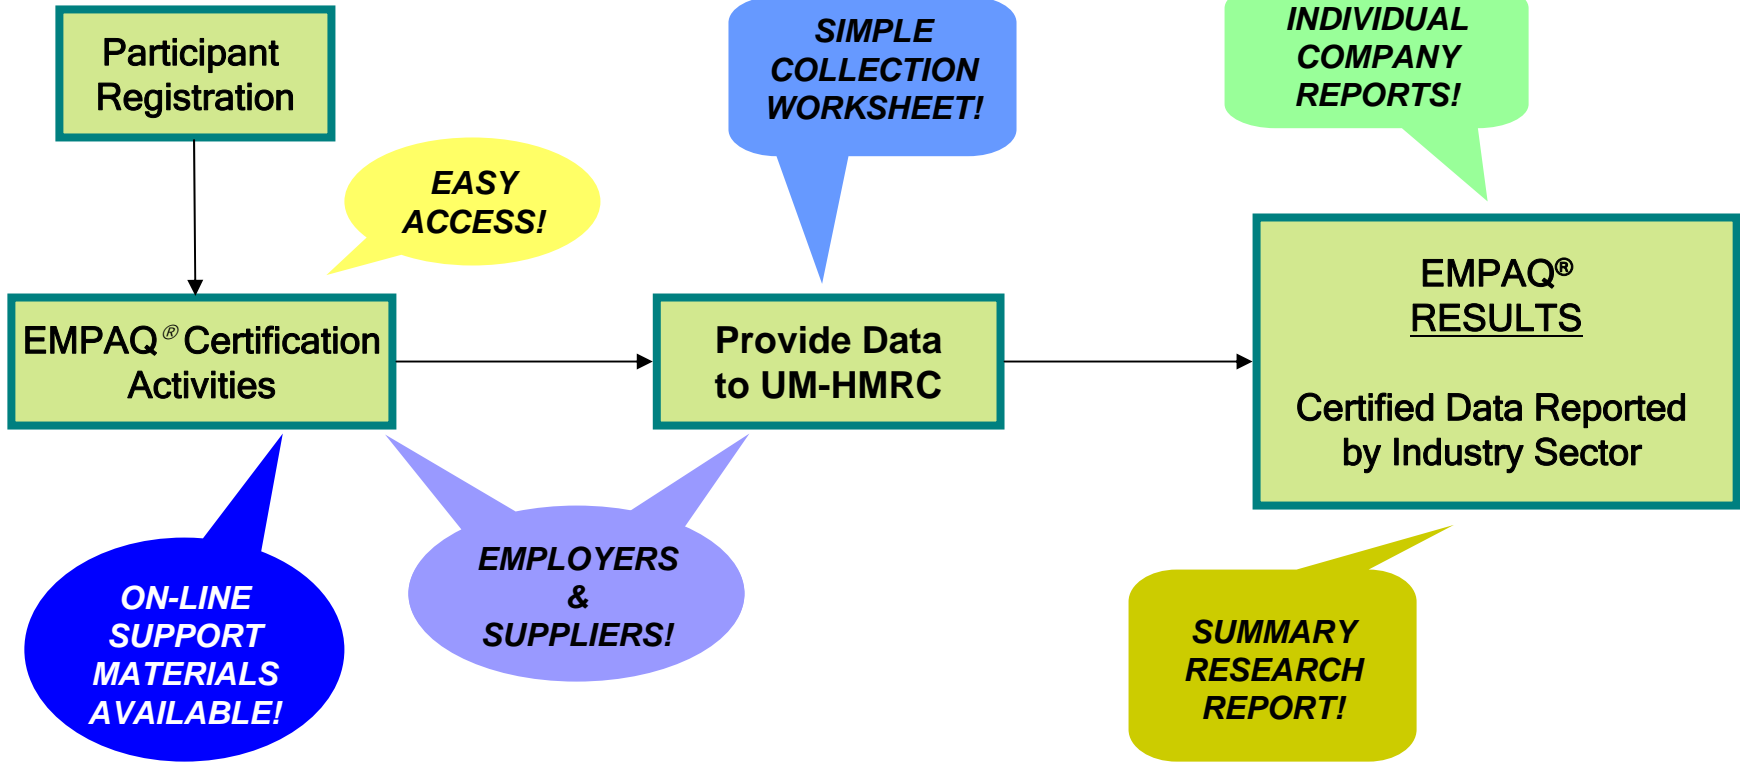 Participant
Registration
SIMPLE
COLLECTION
WORKSHEET!
INDIVIDUAL
COMPANY
REPORTS!
EASY
ACCESS!
EMPAQ® Certification
Activities
Provide Data
to UM-HMRC
EMPAQ®
RESULTS
Certified Data Reported
by Industry Sector
ON-LINE
SUPPORT
MATERIALS
AVAILABLE!
EMPLOYERS
&
SUPPLIERS!
SUMMARY
RESEARCH
REPORT!